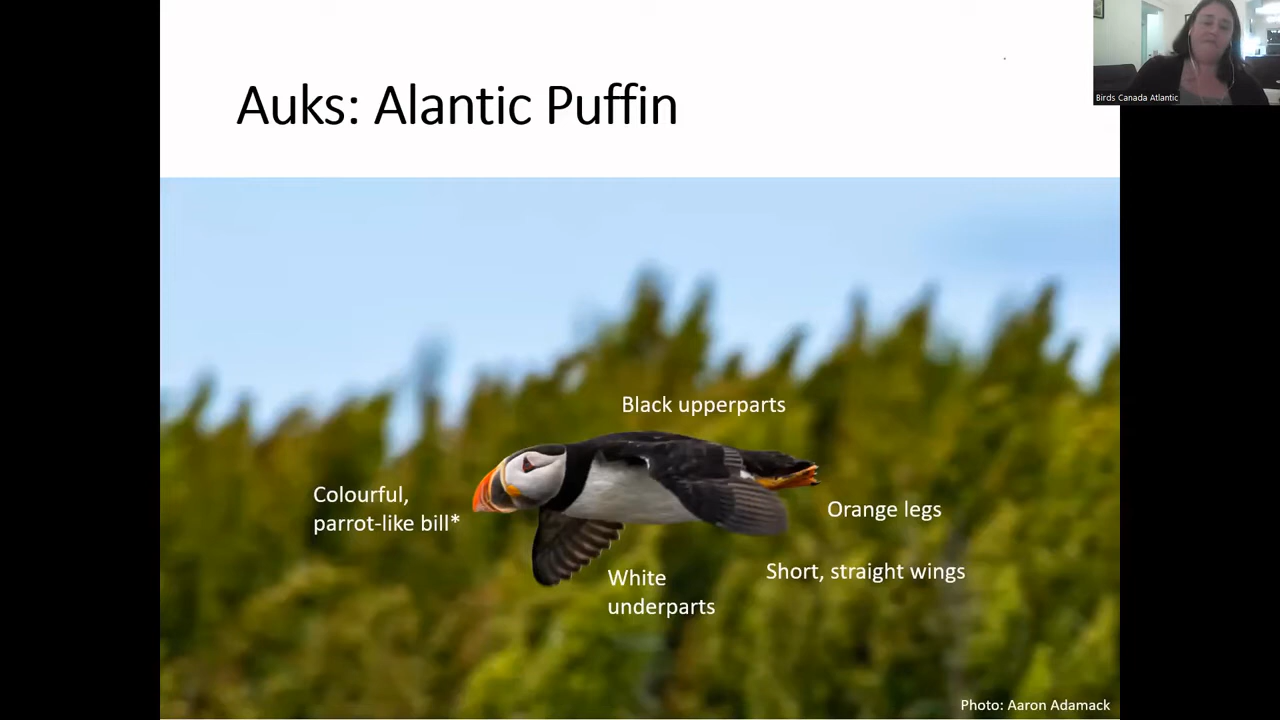 Auks: Alantic Puffin
Birds Canada Atlantic
Black upperparts
Colourful,
parrot-like bill*
Orange legs
Short, straight wings
White
underparts
Photo: Aaron Adamack